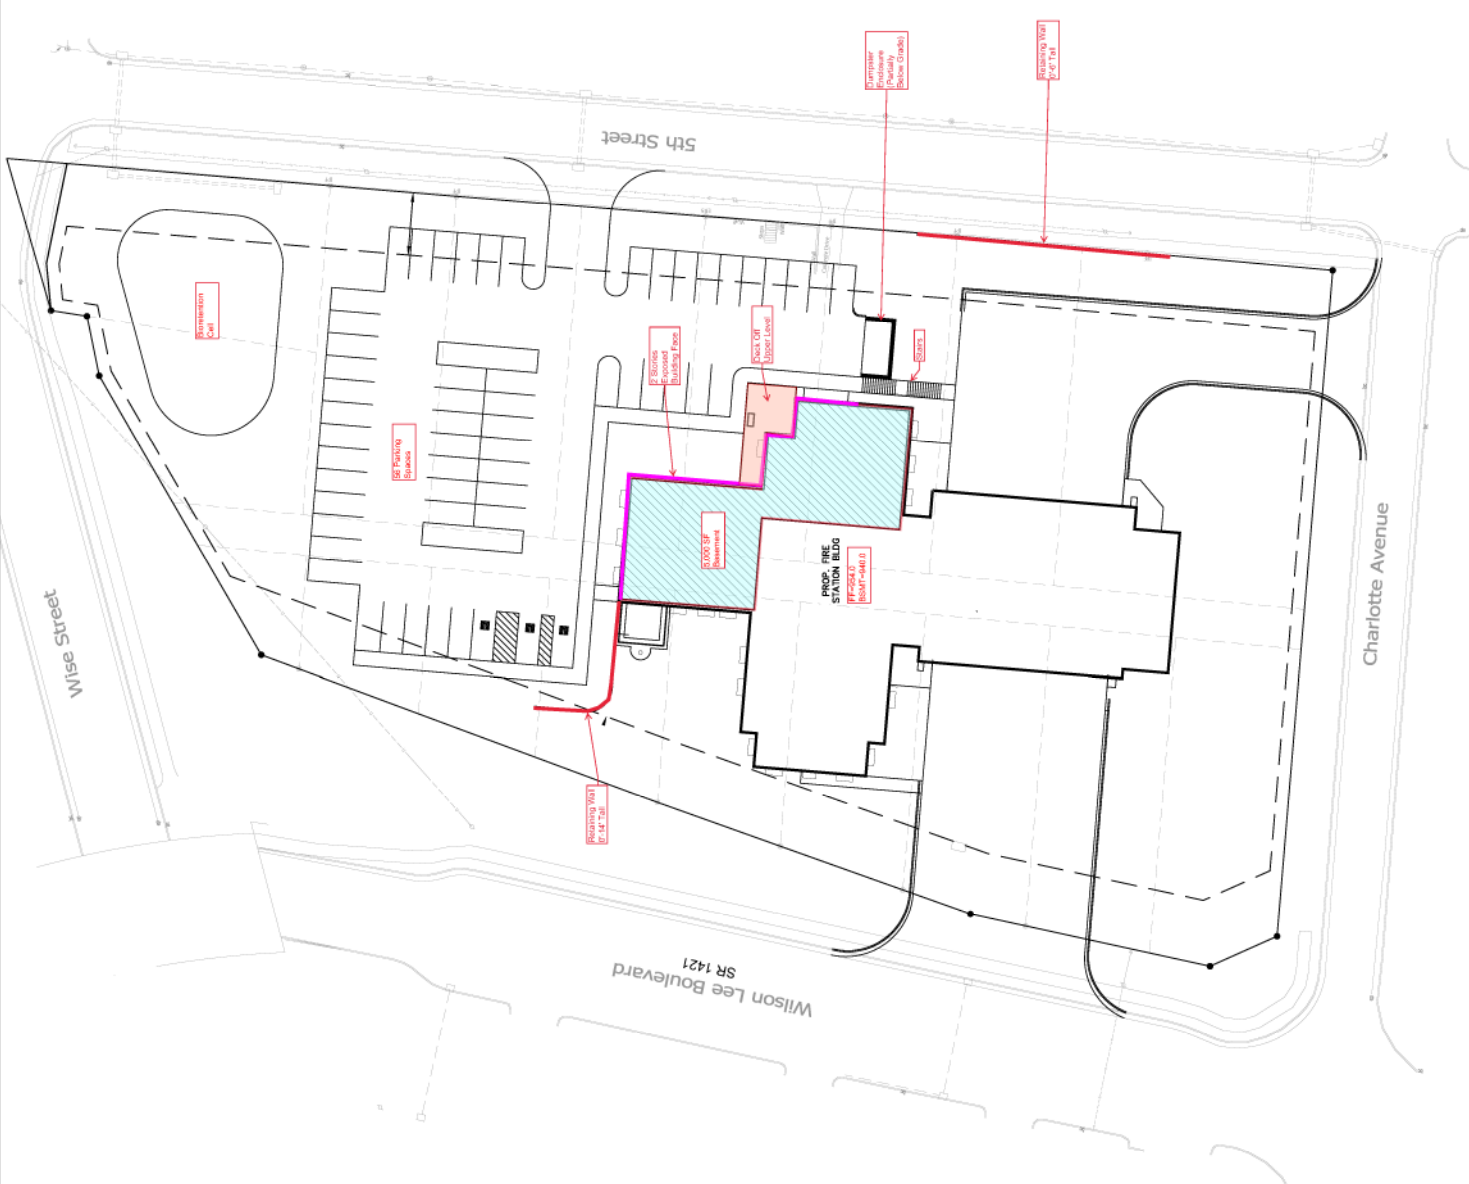 5th Street
Dumpster
Enclosure
(Partially
Below Grade)
Retaining Wall
0'-6' Tall
Bioretention
Cell
2 Stories
Exposed
Building Face
Deck Off
Upper Level
Stairs
56 Parking
Spaces
5,000 SF
Basement
PROP. FIRE
STATION BLDG
FF=954.0
BSMT=940.0
Wise Street
Charlotte Avenue
Retaining Wall
0'-14' Tall
SR 1421
Wilson Lee Boulevard